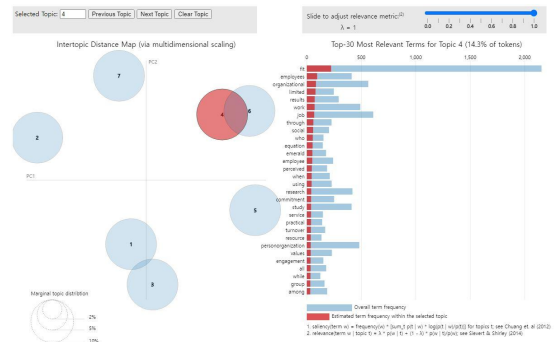 Selected Topic: 4 Previous Topic Next Topic Clear Topic
Slide to adjust relevance metric:(2)
λ = 1
0.0 0.2 0.4 0.6 0.8 1.0
Intertopic Distance Map (via multidimensional scaling)
PC2
PC1
7
2
4
6
5
1
3
Marginal topic distribtion
2%
5%
10%
Top-30 Most Relevant Terms for Topic 4 (14.3% of tokens)
0 500 1,000 1,500 2,000
fit
employees
organizational
limited
results
work
job
through
social
who
equation
emerald
employee
perceived
when
using
research
commitment
study
service
practical
turnover
resource
personorganization
values
engagement
all
while
group
among
Overall term frequency
Estimated term frequency within the selected topic
1. saliency(term w) = frequency(w) * [sum_t p(t | w) * log(p(t | w)/p(t))] for topics t; see Chuang et. al (2012)
2. relevance(term w | topic t) = λ * p(w | t) + (1 - λ) * p(w | t)/p(w); see Sievert & Shirley (2014)